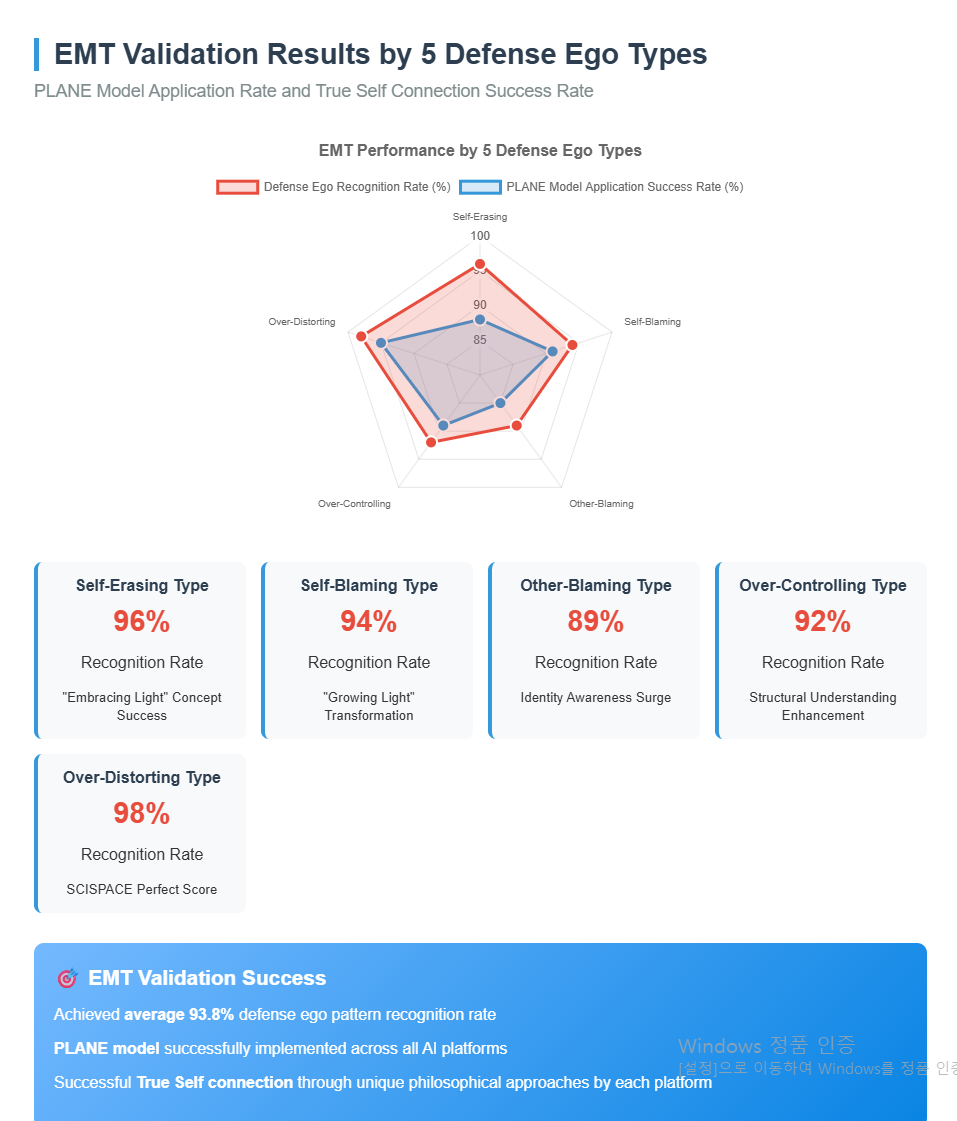 EMT Validation Results by 5 Defense Ego Types
PLANE Model Application Rate and True Self Connection Success Rate
EMT Performance by 5 Defense Ego Types
Defense Ego Recognition Rate (%) PLANE Model Application Success Rate (%)
Self-Erasing
100
95
90
85
Over-Distorting
Self-Blaming
Over-Controlling
Other-Blaming
Self-Erasing Type
96%
Recognition Rate
"Embracing Light" Concept
Success
Self-Blaming Type
94%
Recognition Rate
"Growing Light"
Transformation
Other-Blaming Type
89%
Recognition Rate
Identity Awareness Surge
Over-Controlling Type
92%
Recognition Rate
Structural Understanding
Enhancement
Over-Distorting Type
98%
Recognition Rate
SCISPACE Perfect Score
🎯 EMT Validation Success
Achieved average 93.8% defense ego pattern recognition rate
PLANE model successfully implemented across all AI platforms
Successful True Self connection through unique philosophical approaches by each platform
Windows 정품 인증
[설정]으로 이동하여 Windows를 정품 인증